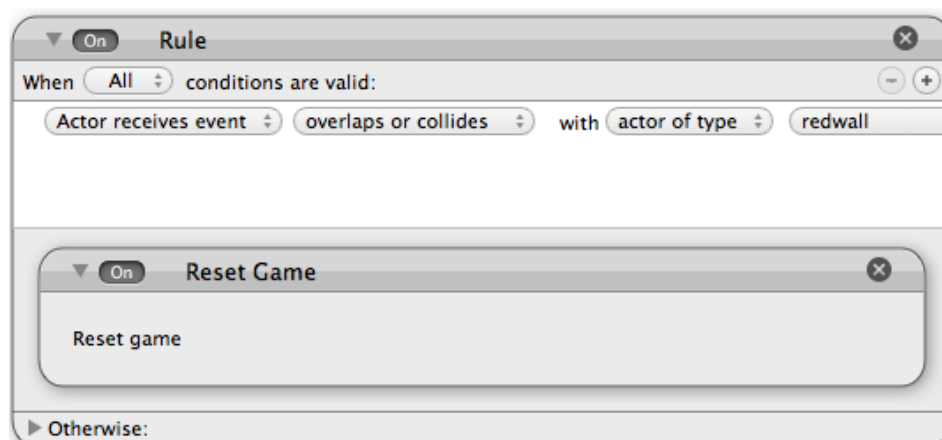 On Rule
When All conditions are valid:
Actor receives event overlaps or collides with actor of type redwall
On Reset Game
Reset game
Otherwise: